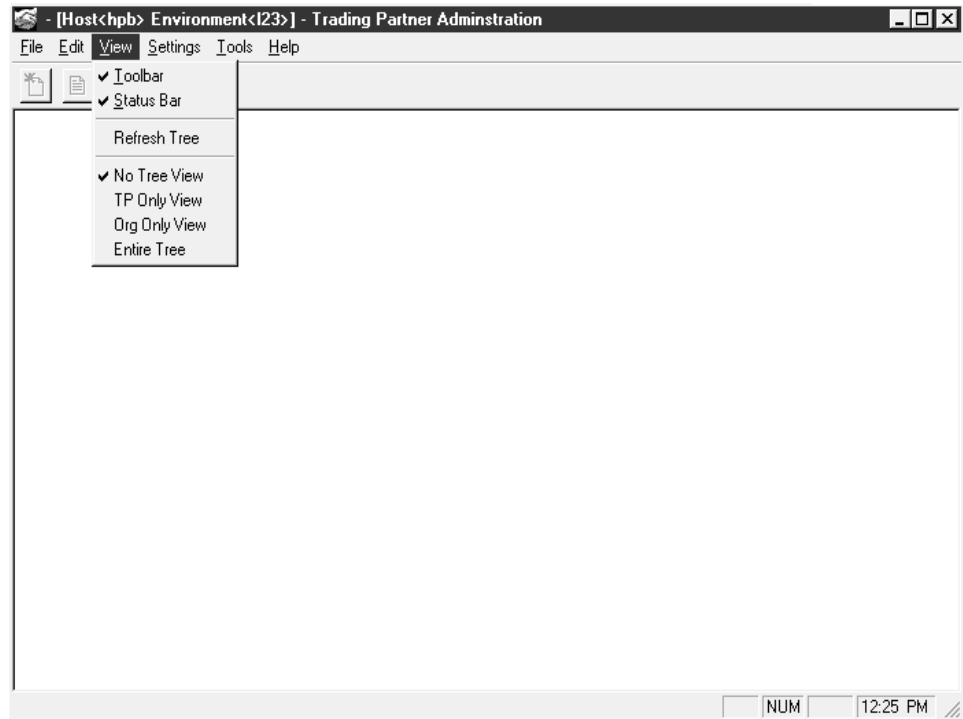 - [Host<hpb> Environment<I23>] - Trading Partner Adminstration
File Edit View Settings Tools Help
Toolbar
Status Bar
Refresh Tree
No Tree View
TP Only View
Org Only View
Entire Tree
NUM 12:25 PM